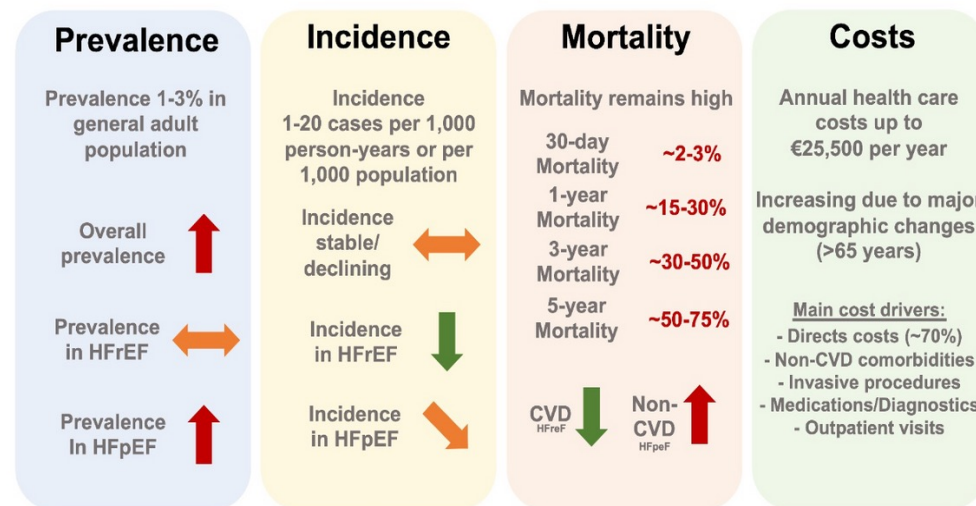 Prevalence
Prevalence 1-3% in
general adult
population
Overall
prevalence
Prevalence
in HFrEF
Prevalence
In HFpEF
Incidence
Incidence
1-20 cases per 1,000
person-years or per
1,000 population
Incidence
stable/
declining
Incidence
in HFrEF
Incidence
in HFpEF
Mortality
Mortality remains high
30-day
Mortality
~2-3%
1-year
Mortality
~15-30%
3-year
Mortality
~30-50%
5-year
Mortality
~50-75%
CVD
HFreF
Non-
CVD
HFpeF
Costs
Annual health care
costs up to
€25,500 per year
Increasing due to major
demographic changes
(>65 years)
Main cost drivers:
- Directs costs (~70%)
- Non-CVD comorbidities
- Invasive procedures
- Medications/Diagnostics
- Outpatient visits